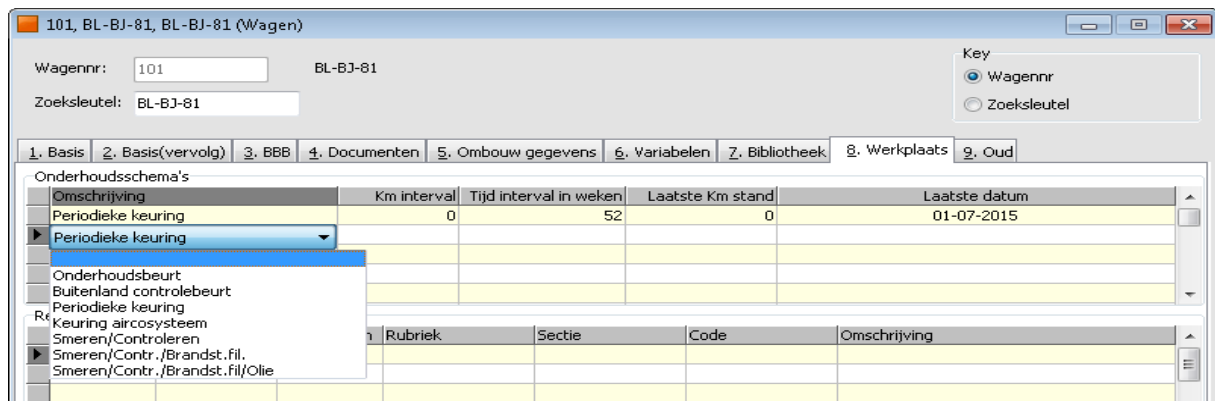 101, BL-BJ-81, BL-BJ-81 (Wagen)
Key
Wagennr: 101 BL-BJ-81
Wagennr
Zoeksleutel: BL-BJ-81
Zoeksleutel
1. Basis 2. Basis(vervolg) 3. BBB 4. Documenten 5. Ombouw gegevens 6. Variabelen 7. Bibliotheek 8. Werkplaats 9. Oud
Onderhoudsschema's
Omschrijving Km interval Tijd interval in weken Laatste Km stand Laatste datum
Periodieke keuring 0 52 0 01-07-2015
Periodieke keuring
Onderhoudsbeurt
Buitenland controlebeurt
Periodieke keuring
Keuring aircosysteem
Smeren/Controleren
Smeren/Contr./Brandst.fil.
Smeren/Contr./Brandst.fil/Olie
Rubriek Sectie Code Omschrijving